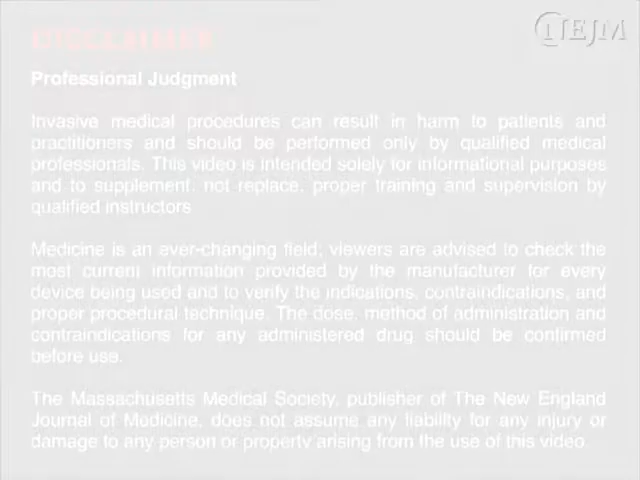 DISCLAIMER
NEJM
Professional Judgment
Invasive medical procedures can result in harm to patients and
practitioners and should be performed only by qualified medical
professionals. This video is intended solely for informational purposes
and to supplement, not replace, proper training and supervision by
qualified instructors.
Medicine is an ever-changing field; viewers are advised to check the
most current information provided by the manufacturer for every
device being used and to verify the indications, contraindications, and
proper procedural technique. The dose, method of administration and
contraindications for any administered drug should be confirmed
before use.
The Massachusetts Medical Society, publisher of The New England
Journal of Medicine, does not assume any liability for any injury or
damage to any person or property arising from the use of this video.